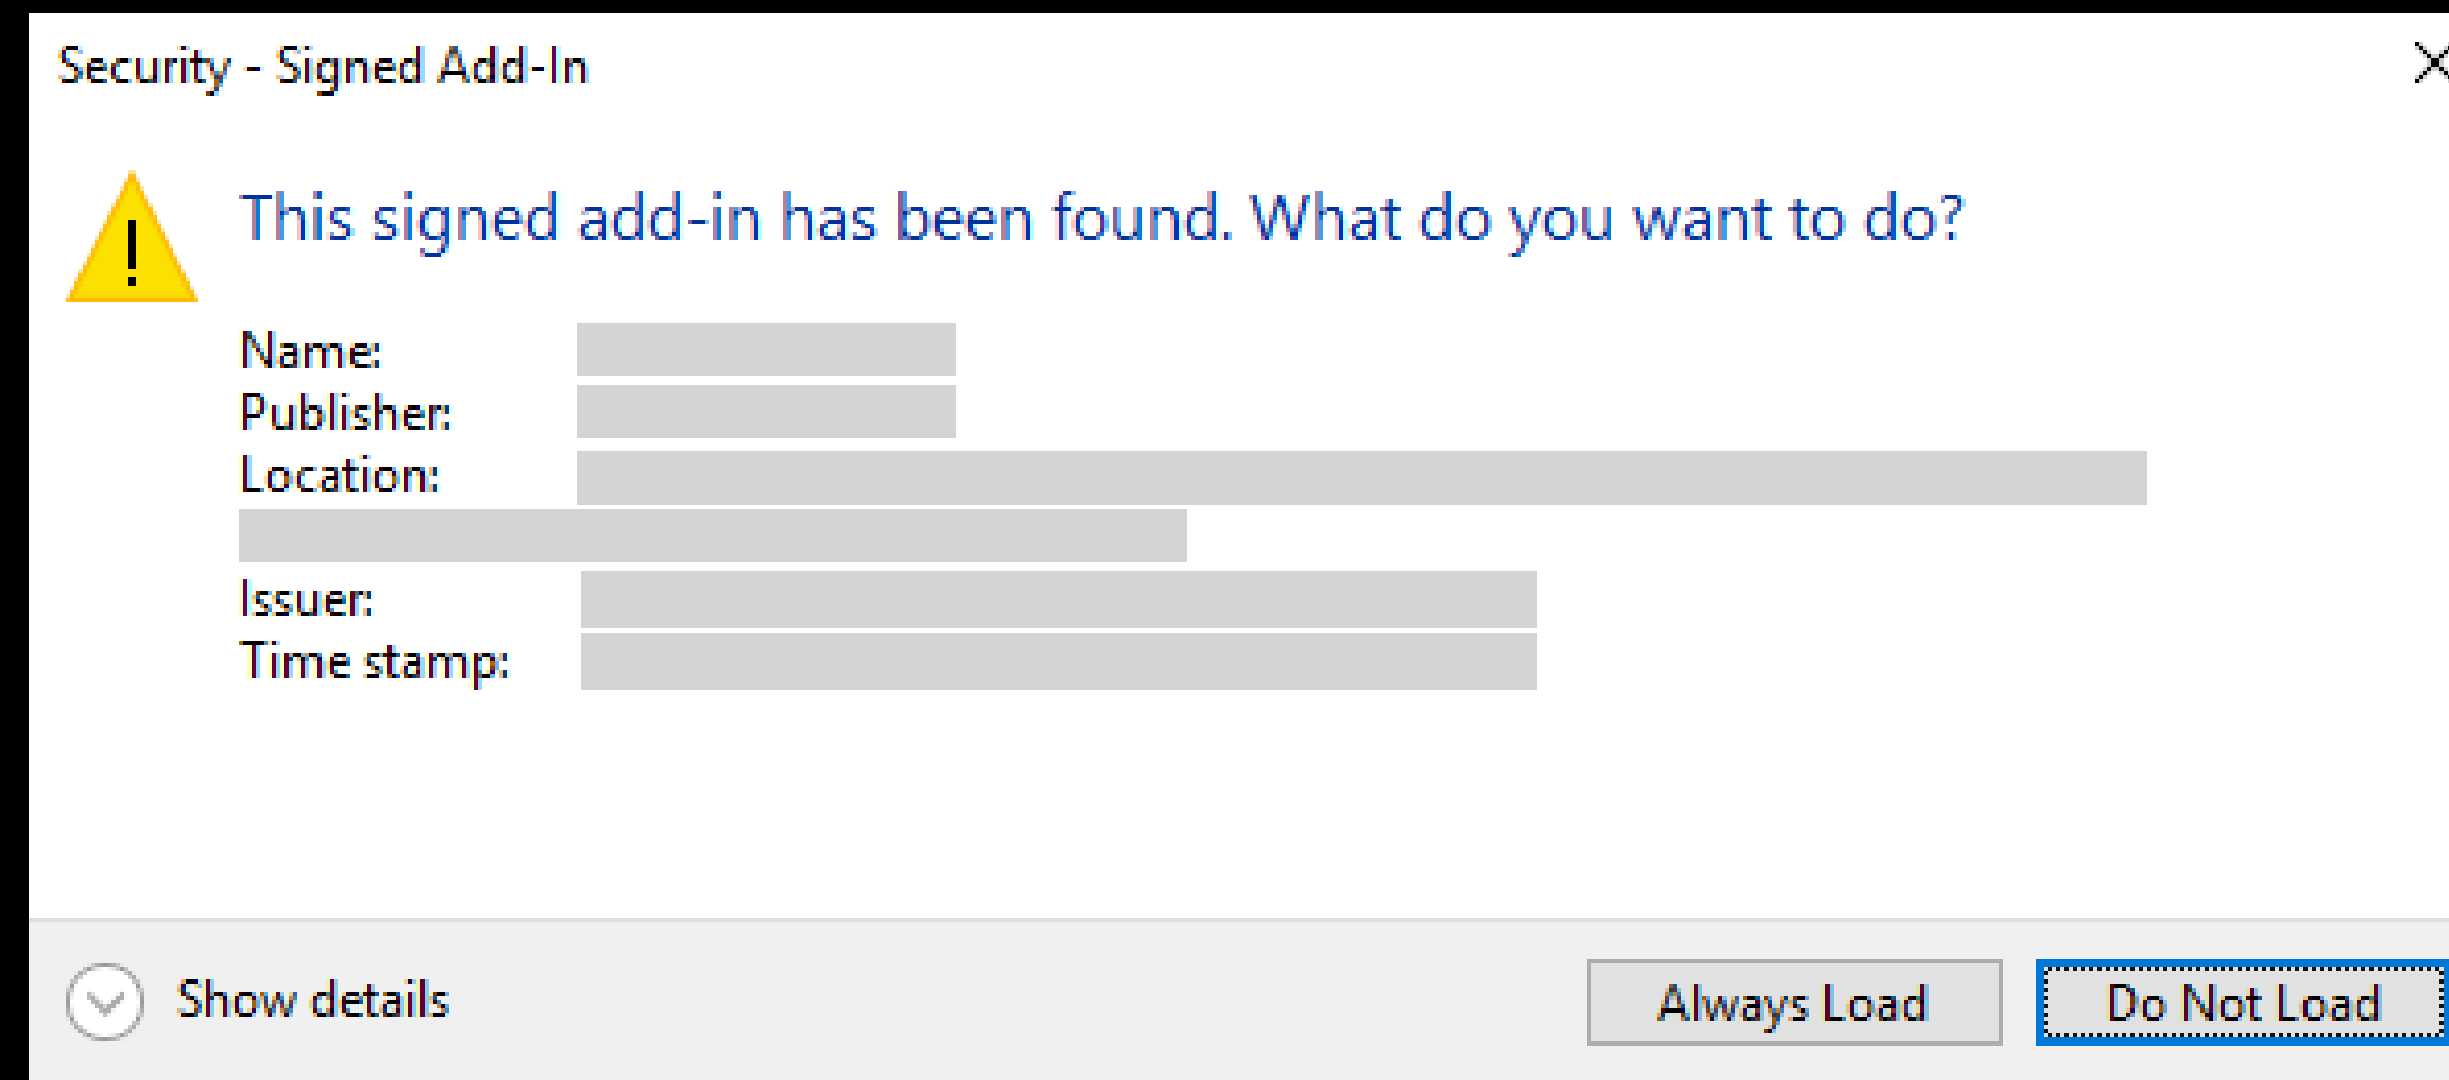 Security - Signed Add-In
This signed add-in has been found. What do you want to do?
Name:
Publisher:
Location:
Issuer:
Time stamp:
Show details
Always Load
Do Not Load